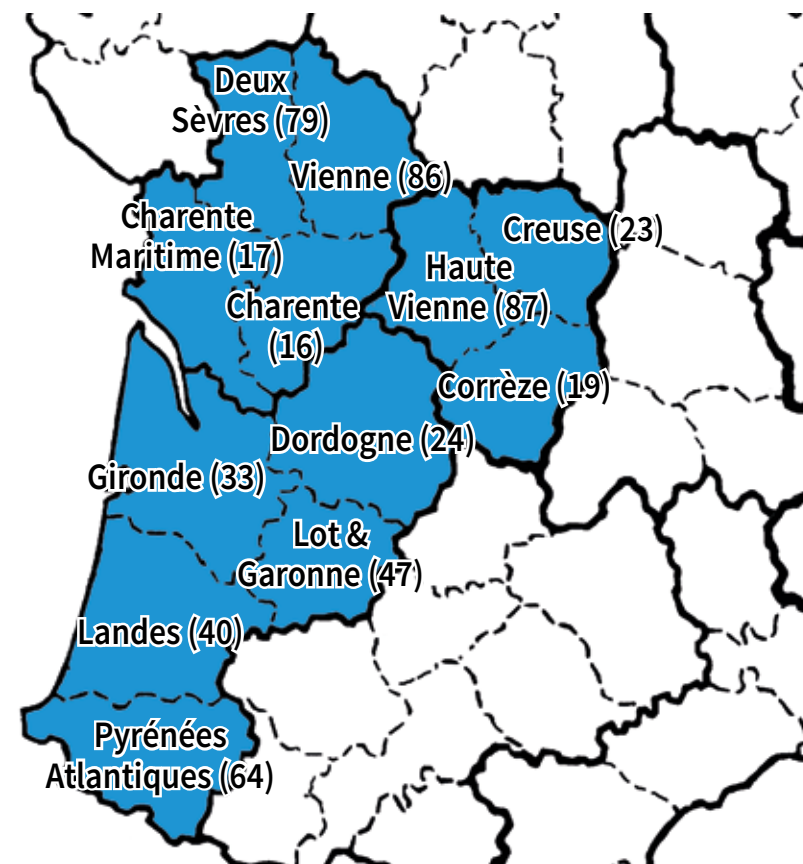 Deux
Sèvres (79)
Vienne (86)
Charente
Maritime (17)
Creuse (23)
Haute
Vienne (87)
Charente
(16)
Corrèze (19)
Dordogne (24)
Gironde (33)
Lot &
Garonne (47)
Landes (40)
Pyrénées
Atlantiques (64)